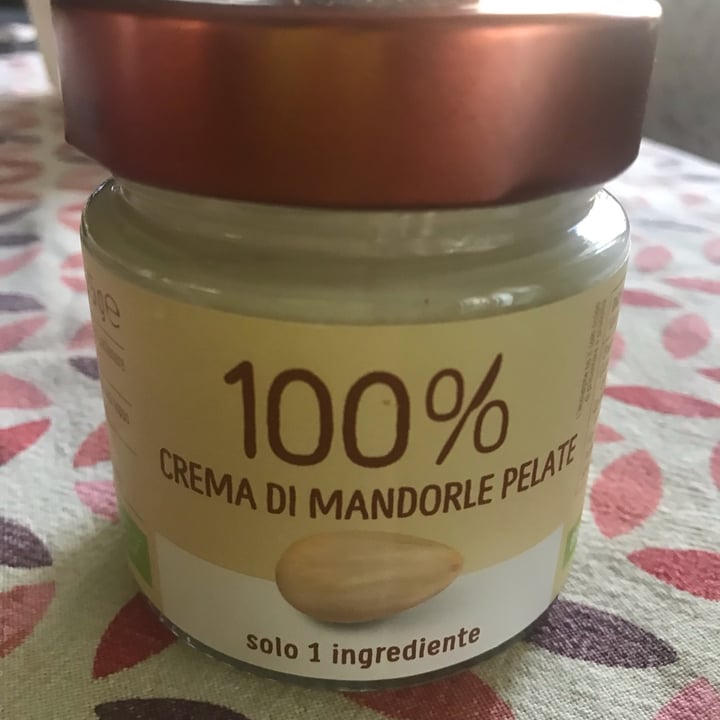 100%
CREMA DI MANDORLE PELATE
solo 1 ingrediente